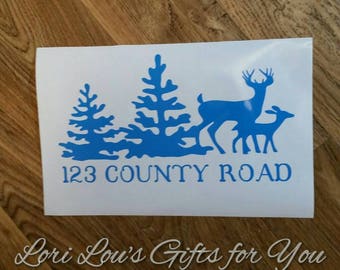 123 COUNTY ROAD
Lori Lou's Gifts for You